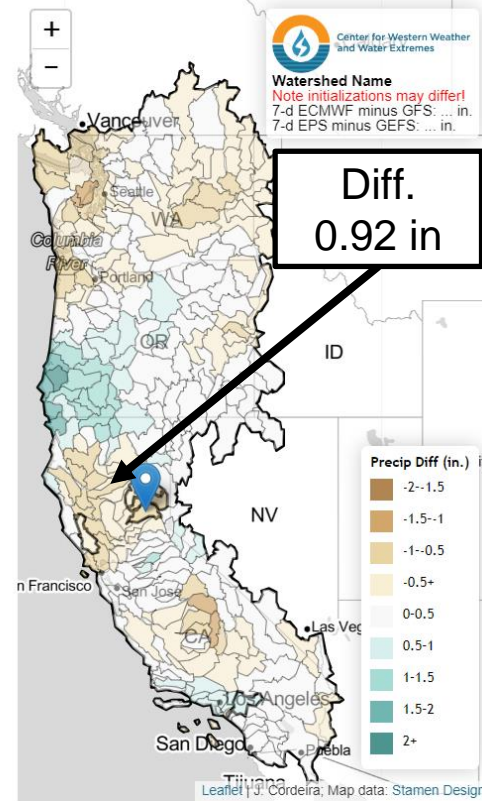 +
−
Center for Western Weather
and Water Extremes
Watershed Name
Note initializations may differ!
7-d ECMWF minus GFS: ... in.
7-d EPS minus GEFS: ... in.
Vancouver
Diff.
0.92 in
Seattle
WA
Columbia
River
Portland
OR
ID
Precip Diff (in.)
-2--1.5
-1.5--1
-1--0.5
-0.5+
0-0.5
0.5-1
1-1.5
1.5-2
2+
NV
n Francisco
San Jose
Las Veg
CA
Los Angeles
San Diego
Puebla
Tijuana
Leaflet | J. Cordeira; Map data: Stamen Design